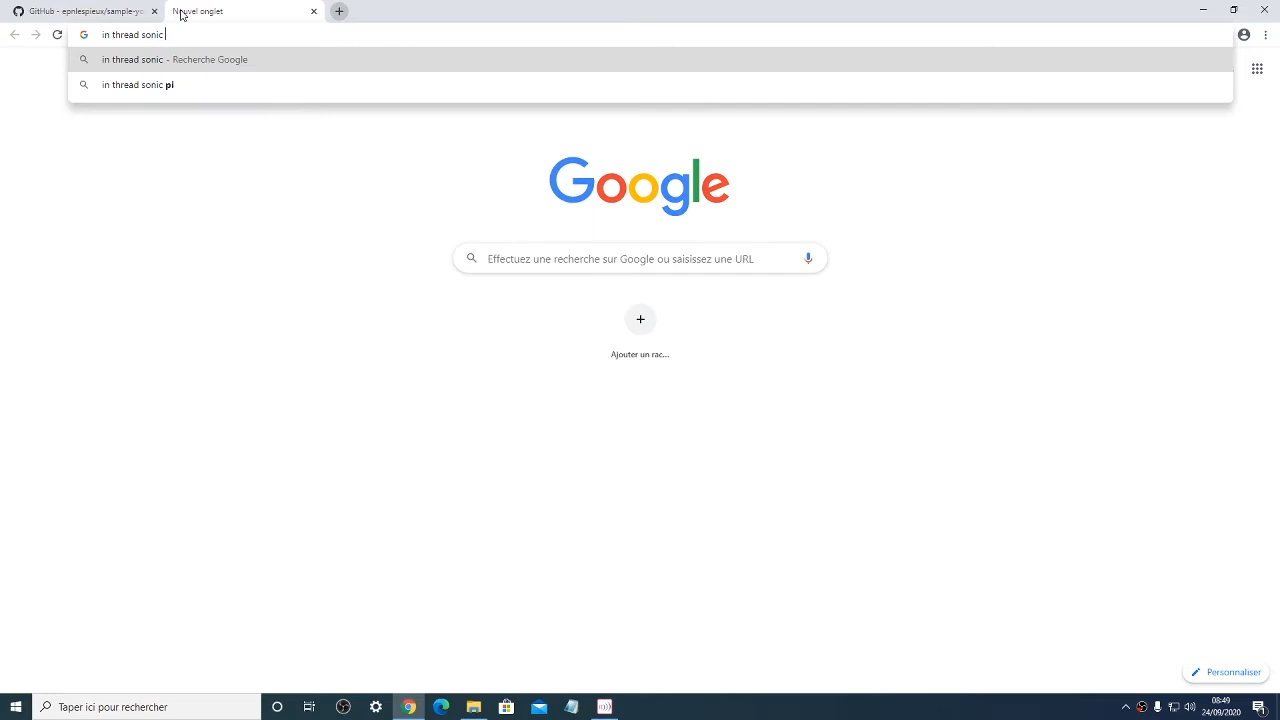 GitHub - epnlespieux/sample-yo
Nouvel onglet
in thread sonic
in thread sonic - Recherche Google
in thread sonic pi
Google
Effectuez une recherche sur Google ou saisissez une URL
Ajouter un rac...
Personnaliser
Taper ici pour rechercher
08:49
24/09/2020